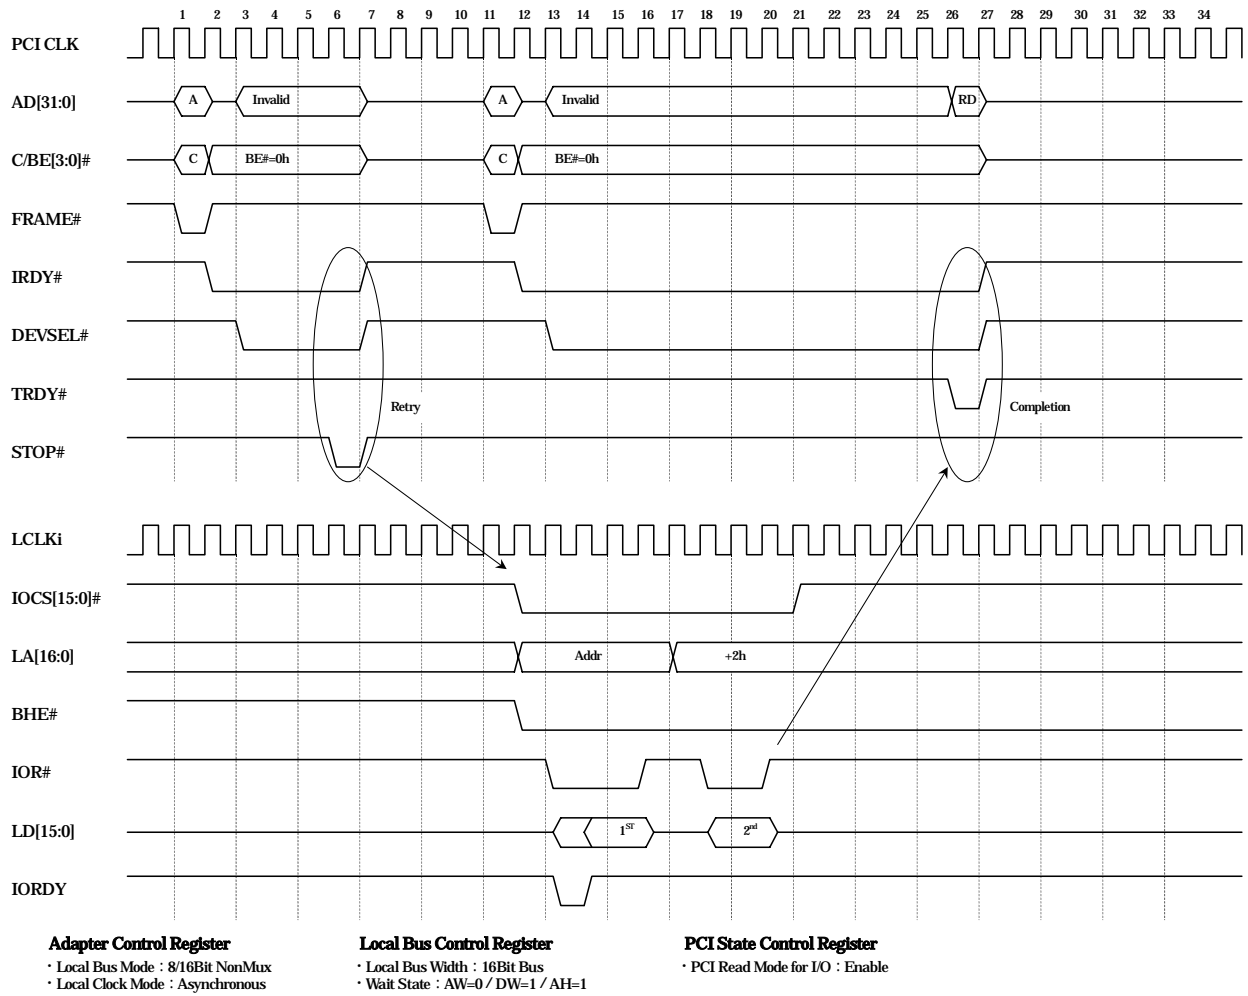 1 2 3 4 5 6 7 8 9 10 11 12 13 14 15 16 17 18 19 20 21 22 23 24 25 26 27 28 29 30 31 32 33 34
PCI CLK
AD[31:0] A Invalid A Invalid RD
C/BE[3:0]# C BE#=0h C BE#=0h
FRAME#
IRDY#
DEVSEL#
TRDY#
Retry Completion
STOP#
LCLKi
IOCS[15:0]#
LA[16:0] Addr +2h
BHE#
IOR#
LD[15:0] 1ST 2nd
IORDY
Adapter Control Register
・Local Bus Mode：8/16Bit NonMux
・Local Clock Mode：Asynchronous
Local Bus Control Register
・Local Bus Width：16Bit Bus
・Wait State：AW=0 / DW=1 / AH=1
PCI State Control Register
・PCI Read Mode for I/O：Enable